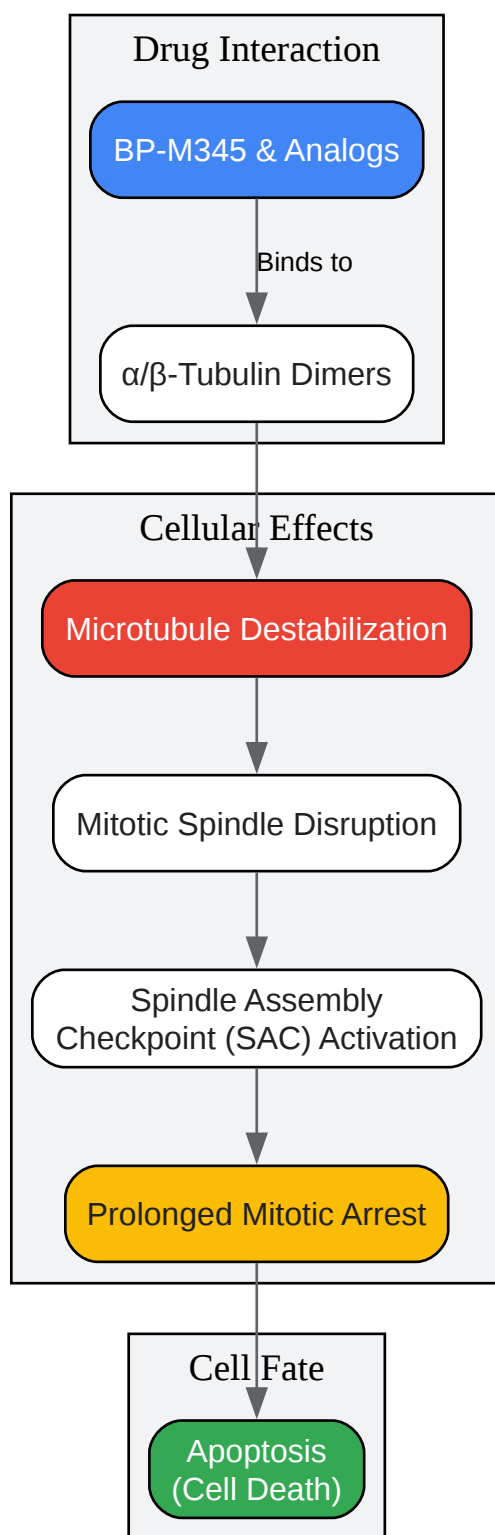 Drug Interaction
BP-M345 & Analogs
Binds to
α/β-Tubulin Dimers
Cellular Effects
Microtubule Destabilization
Mitotic Spindle Disruption
Spindle Assembly
Checkpoint (SAC) Activation
Prolonged Mitotic Arrest
Cell Fate
Apoptosis
(Cell Death)